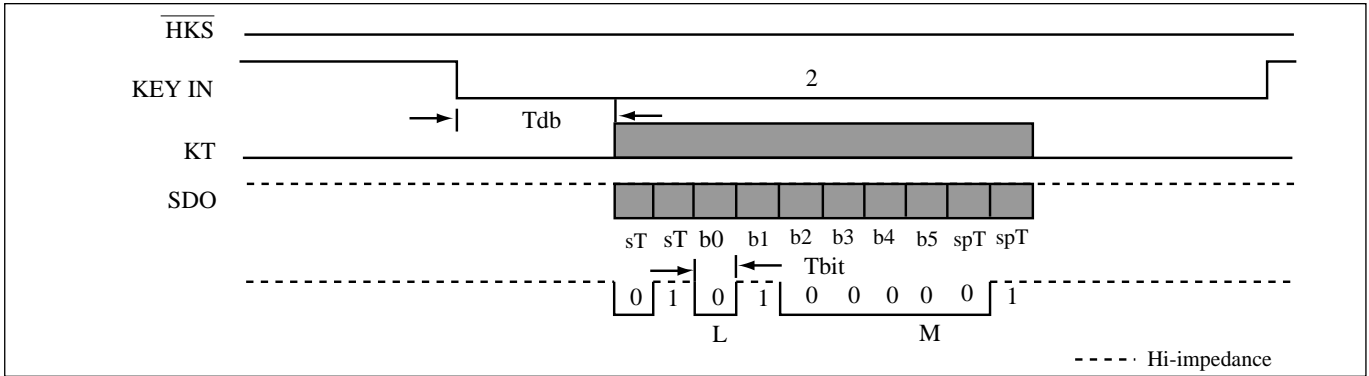 HKS
KEY IN 2
Tdb
KT
SDO
sT sT b0 b1 b2 b3 b4 b5 spT spT
Tbit
0 1 0 1 0 0 0 0 0 1
L M
Hi-impedance